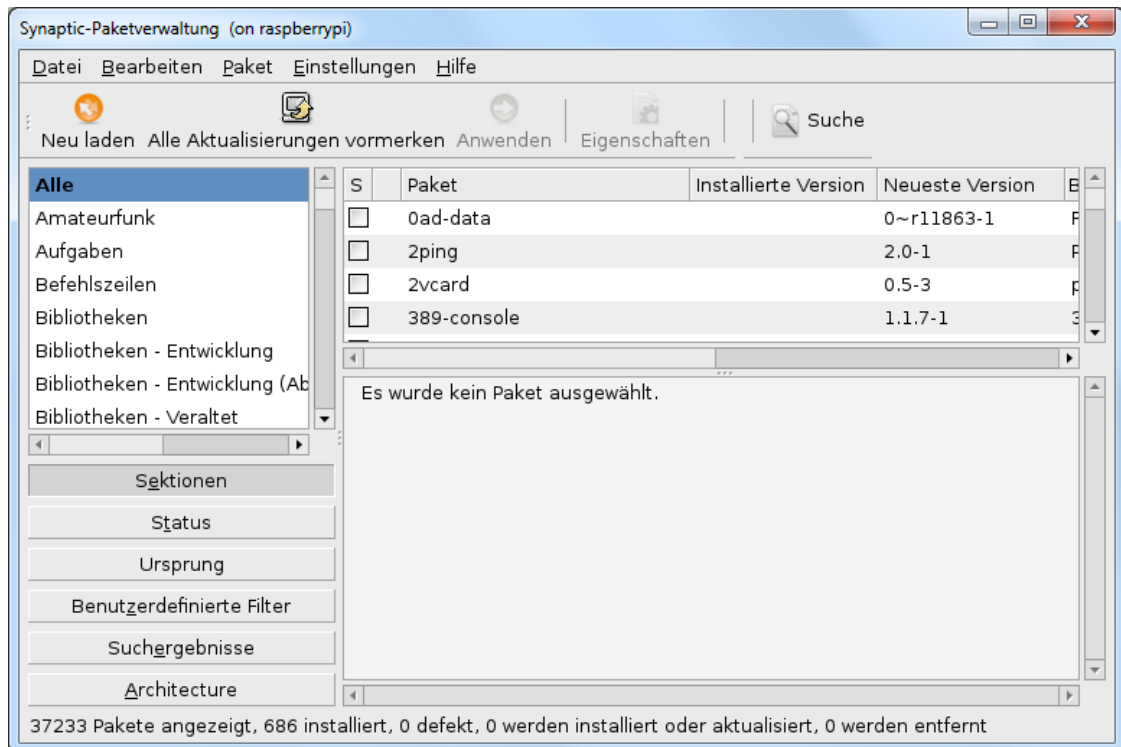 Synaptic-Paketverwaltung (on raspberrypi)
Datei Bearbeiten Paket Einstellungen Hilfe
Neu laden Alle Aktualisierungen vormerken Anwenden Eigenschaften Suche
Alle
Amateurfunk
Aufgaben
Befehlszeilen
Bibliotheken
Bibliotheken - Entwicklung
Bibliotheken - Entwicklung (Ab
Bibliotheken - Veraltet
Sektionen
Status
Ursprung
Benutzerdefinierte Filter
Suchergebnisse
Architecture
S Paket Installierte Version Neueste Version
0ad-data 0~r11863-1
2ping 2.0-1
2vcard 0.5-3
389-console 1.1.7-1
Es wurde kein Paket ausgewählt.
37233 Pakete angezeigt, 686 installiert, 0 defekt, 0 werden installiert oder aktualisiert, 0 werden entfernt